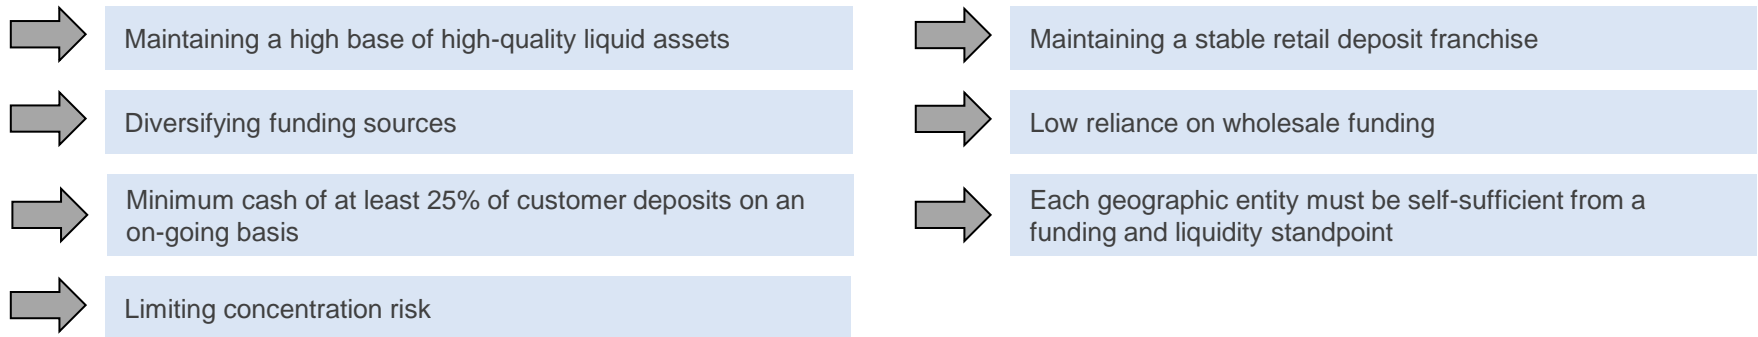 Maintaining a high base of high-quality liquid assets
Diversifying funding sources
Minimum cash of at least 25% of customer deposits on an
on-going basis
Limiting concentration risk
Maintaining a stable retail deposit franchise
Low reliance on wholesale funding
Each geographic entity must be self-sufficient from a
funding and liquidity standpoint